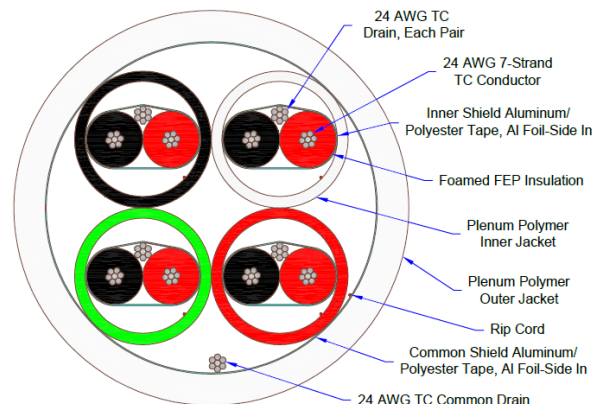 24 AWG TC
Drain, Each Pair
24 AWG 7-Strand
TC Conductor
Inner Shield Aluminum/
Polyester Tape, Al Foil-Side In
Foamed FEP Insulation
Plenum Polymer
Inner Jacket
Plenum Polymer
Outer Jacket
Rip Cord
Common Shield Aluminum/
Polyester Tape, Al Foil-Side In
24 AWG TC Common Drain